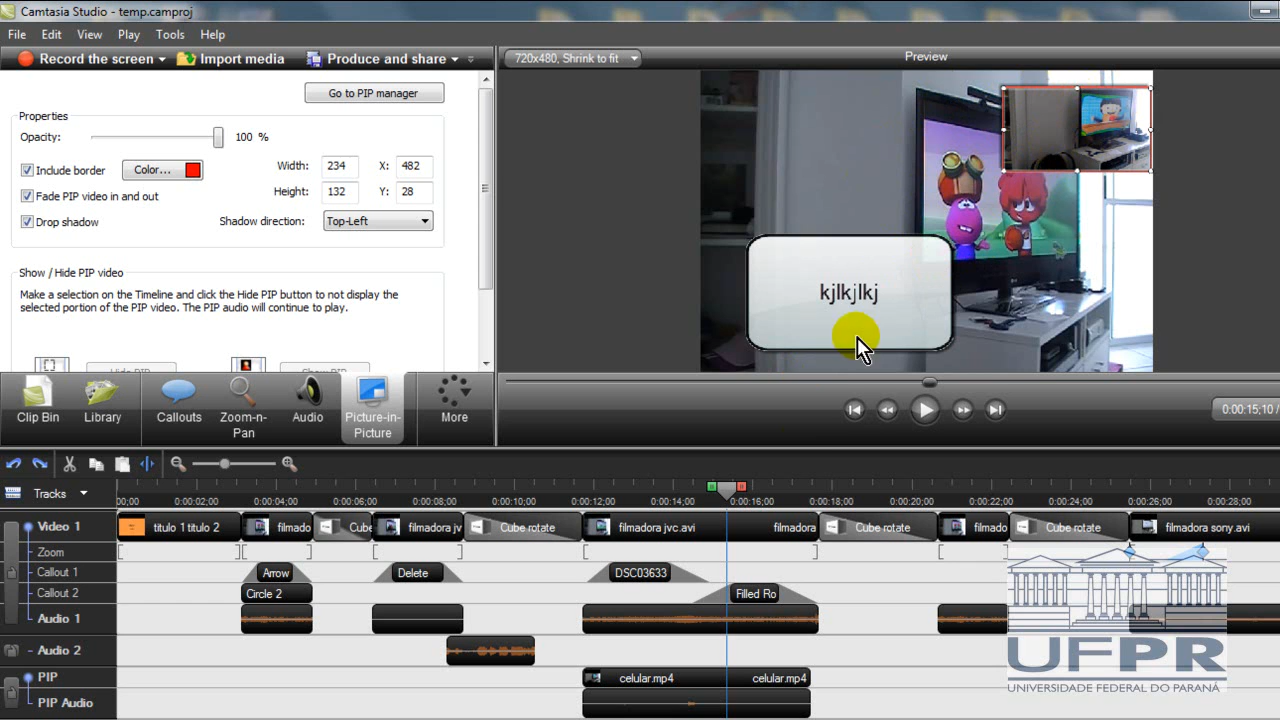 Camtasia Studio - temp.camproj
File Edit View Play Tools Help
Record the screen Import media Produce and share
720x480, Shrink to fit
Preview
Go to PIP manager
Properties
Opacity: 100 %
Include border Color... Width: 234 X: 482
Fade PIP video in and out Height: 132 Y: 28
Drop shadow Shadow direction: Top-Left
Show / Hide PIP video
Make a selection on the Timeline and click the Hide PIP button to not display the
selected portion of the PIP video. The PIP audio will continue to play.
Hide PIP Show PIP
kjlkjlkj
Clip Bin Library Callouts Zoom-n-Pan Audio Picture-in-Picture More
0:00:15;10/
Tracks
00;00 0:00:02;00 0:00:04;00 0:00:06;00 0:00:08;00 0:00:10;00 0:00:12;00 0:00:14;00 0:00:16;00 0:00:18;00 0:00:20;00 0:00:22;00 0:00:24;00 0:00:26;00 0:00:28;00
Video 1 titulo 1 titulo 2 filmado Cube filmadora jv Cube rotate filmadora jvc.avi filmadora Cube rotate filmado Cube rotate filmadora sony.avi
Zoom
Callout 1 Arrow Delete DSC03633
Callout 2 Circle 2 Filled Ro
Audio 1
Audio 2
PIP celular.mp4 celular.mp4
PIP Audio
UFPR
UNIVERSIDADE FEDERAL DO PARANÁ